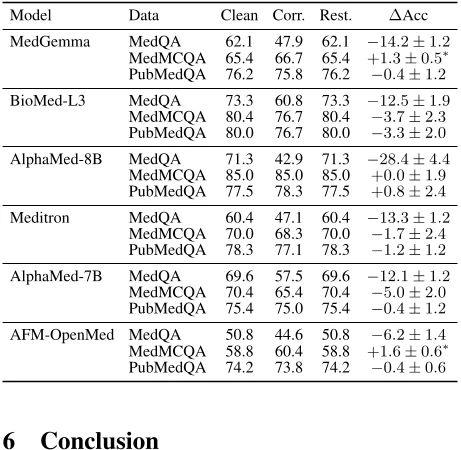 Model Data Clean Corr. Rest. ΔAcc
MedGemma MedQA 62.1 47.9 62.1 −14.2 ± 1.2
MedMCQA 65.4 66.7 65.4 +1.3 ± 0.5*
PubMedQA 76.2 75.8 76.2 −0.4 ± 1.2
BioMed-L3 MedQA 73.3 60.8 73.3 −12.5 ± 1.9
MedMCQA 80.4 76.7 80.4 −3.7 ± 2.3
PubMedQA 80.0 76.7 80.0 −3.3 ± 2.0
AlphaMed-8B MedQA 71.3 42.9 71.3 −28.4 ± 4.4
MedMCQA 85.0 85.0 85.0 +0.0 ± 1.9
PubMedQA 77.5 78.3 77.5 +0.8 ± 2.4
Meditron MedQA 60.4 47.1 60.4 −13.3 ± 1.2
MedMCQA 70.0 68.3 70.0 −1.7 ± 2.4
PubMedQA 78.3 77.1 78.3 −1.2 ± 1.2
AlphaMed-7B MedQA 69.6 57.5 69.6 −12.1 ± 1.2
MedMCQA 70.4 65.4 70.4 −5.0 ± 2.0
PubMedQA 75.4 75.0 75.4 −0.4 ± 1.2
AFM-OpenMed MedQA 50.8 44.6 50.8 −6.2 ± 1.4
MedMCQA 58.8 60.4 58.8 +1.6 ± 0.6*
PubMedQA 74.2 73.8 74.2 −0.4 ± 0.6
6 Conclusion